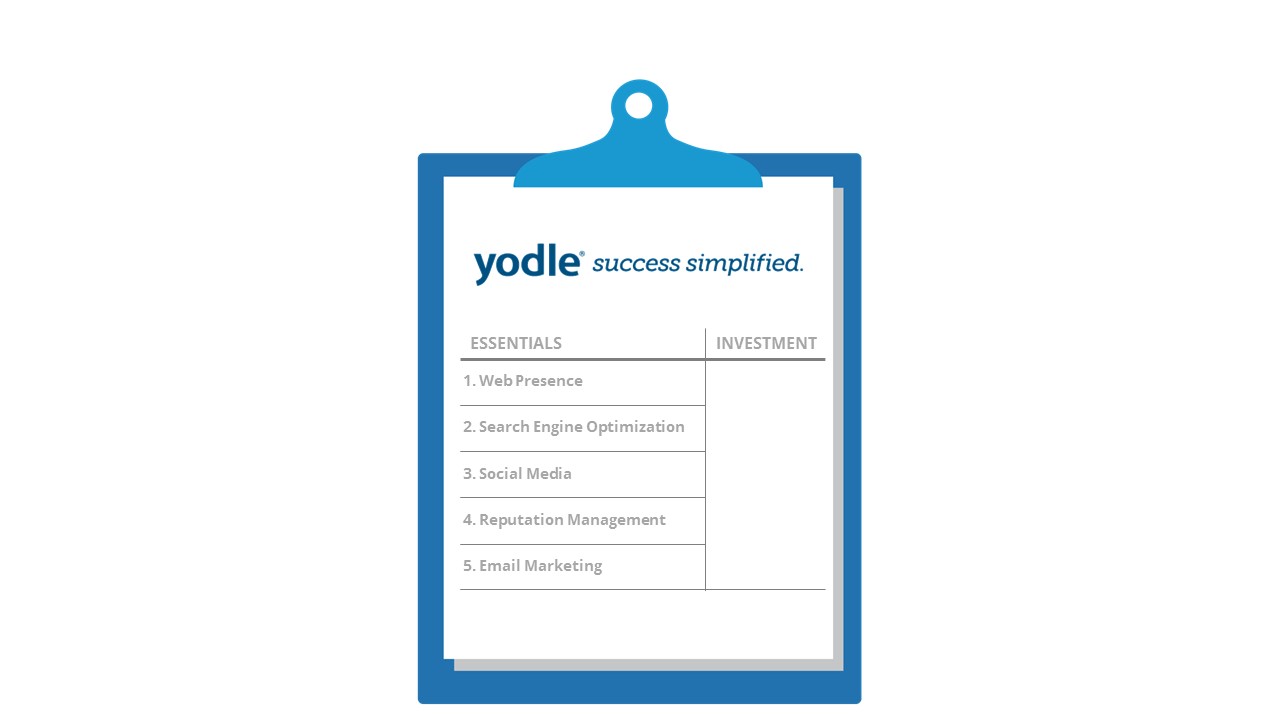 yodle® success simplified.
ESSENTIALS INVESTMENT
1. Web Presence
2. Search Engine Optimization
3. Social Media
4. Reputation Management
5. Email Marketing